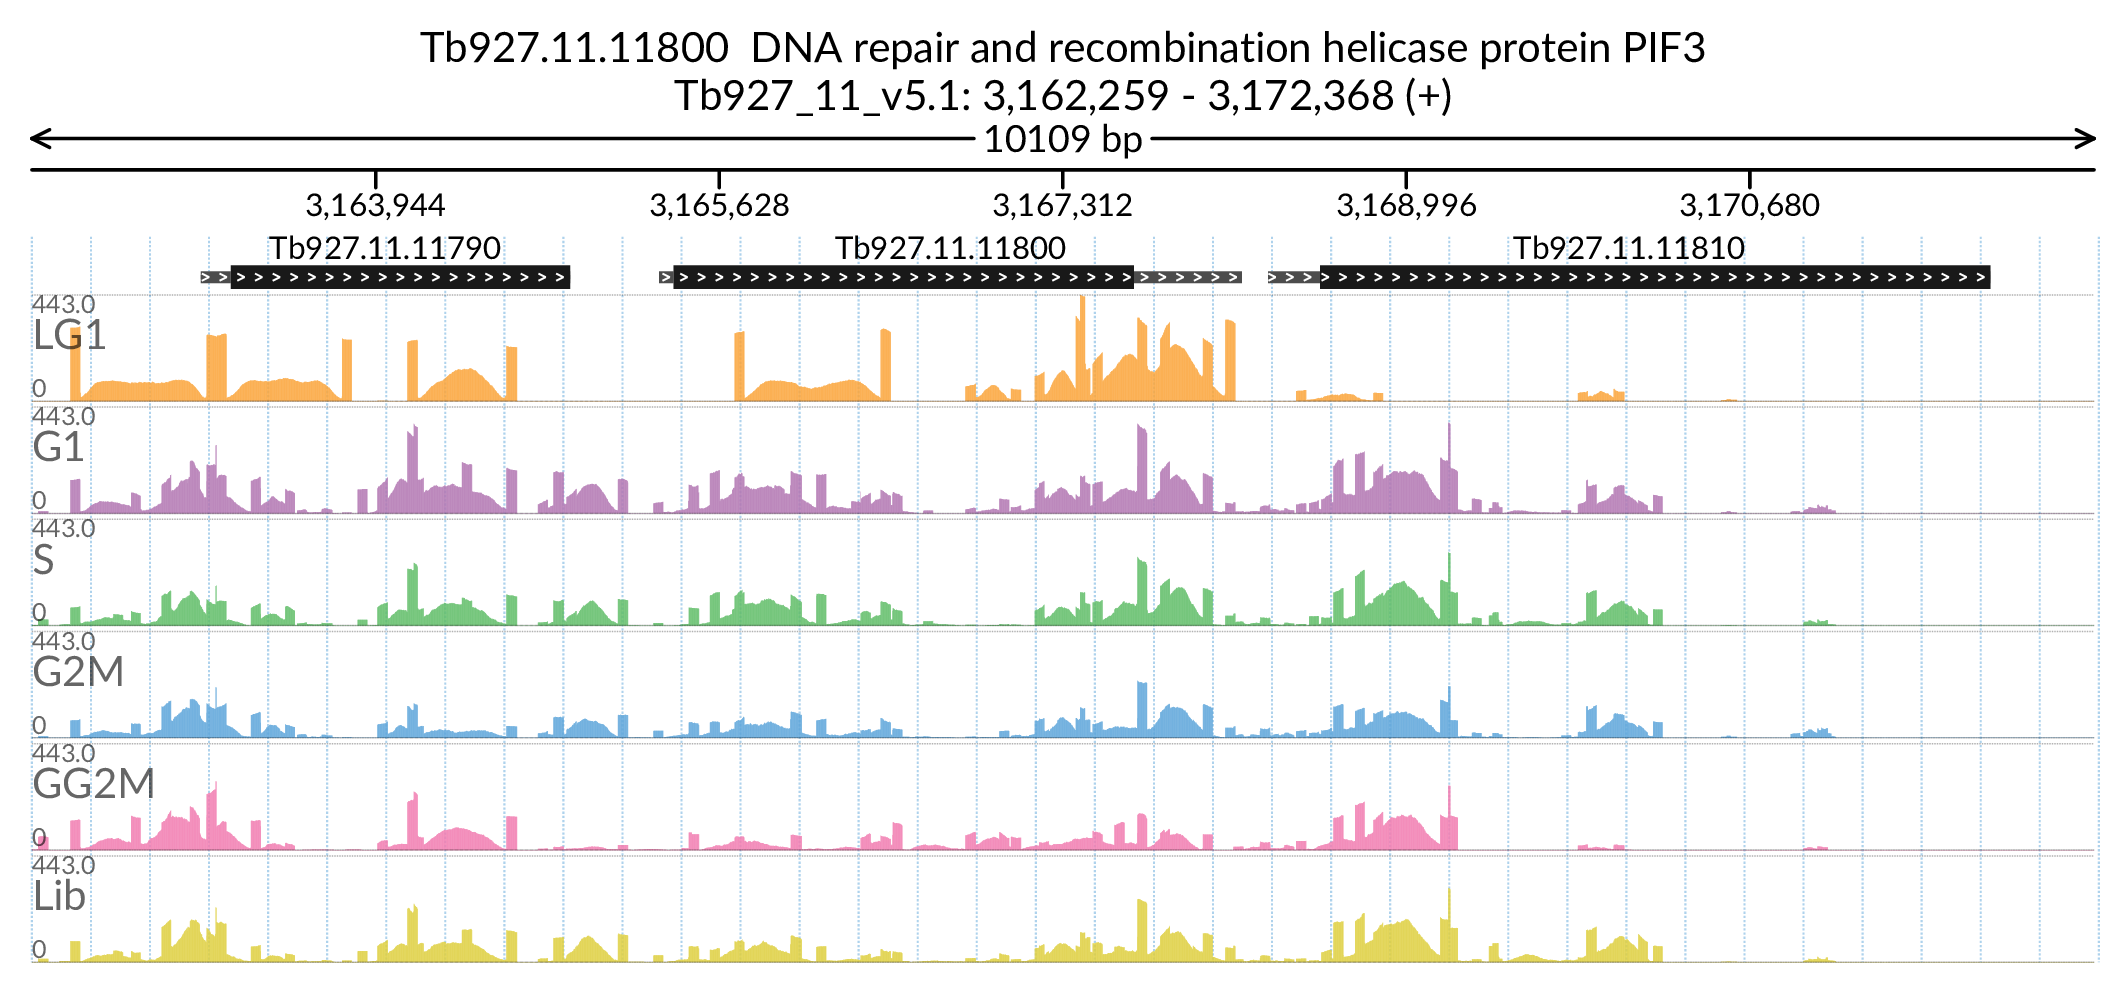 Tb927.11.11800  DNA repair and recombination helicase protein PIF3
Tb927_11_v5.1: 3,162,259 - 3,172,368 (+)
10109 bp
3,163,944 3,165,628 3,167,312 3,168,996 3,170,680
Tb927.11.11790 Tb927.11.11800 Tb927.11.11810
443.0
LG1
0
443.0
G1
0
443.0
S
0
443.0
G2M
0
443.0
GG2M
0
443.0
Lib
0